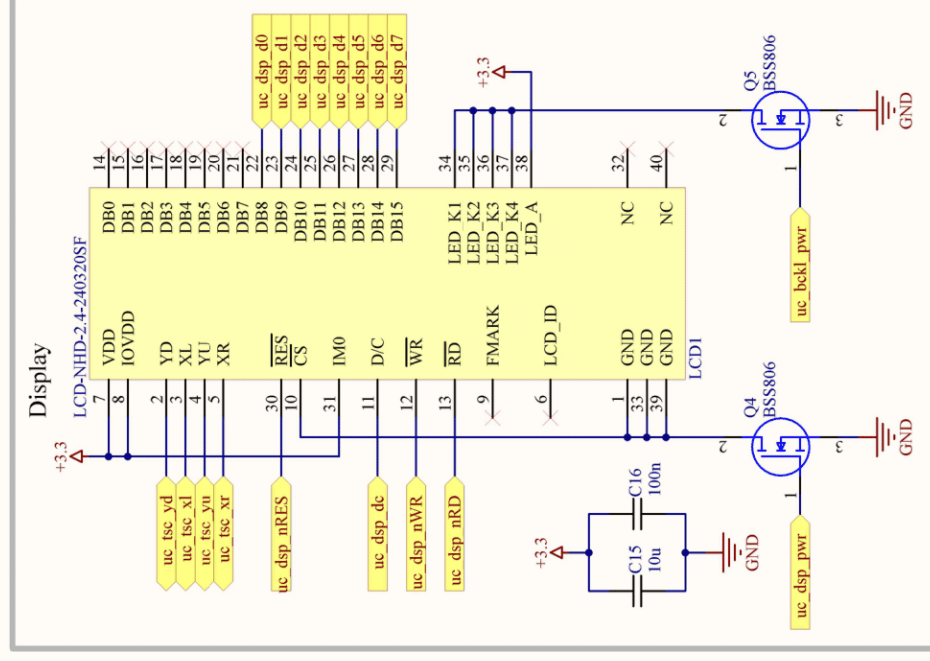 Display
LCD-NHD-2.4-240320SF
+3.3
7 VDD
8 IOVDD
uc_tsc_yd 2 YD
uc_tsc_xl 3 XL
uc_tsc_yu 4 YU
uc_tsc_xr 5 XR
uc_dsp_nRES 30 RES
10 CS
31 IM0
uc_dsp_dc 11 D/C
uc_dsp_nWR 12 WR
uc_dsp_nRD 13 RD
9 FMARK
6 LCD_ID
1 GND
33 GND
39 GND
LCD1
DB0 14
DB1 15
DB2 16
DB3 17
DB4 18
DB5 19
DB6 20
DB7 21
DB8 22 uc_dsp_d0
DB9 23 uc_dsp_d1
DB10 24 uc_dsp_d2
DB11 25 uc_dsp_d3
DB12 26 uc_dsp_d4
DB13 27 uc_dsp_d5
DB14 28 uc_dsp_d6
DB15 29 uc_dsp_d7
LED_K1 34
LED_K2 35
LED_K3 36
LED_K4 37
LED_A 38
+3.3
NC 32
NC 40
+3.3
C15
10u
C16
100n
GND
uc_dsp_pwr
1
2
3
Q4
BSS806
GND
uc_bckl_pwr
1
2
3
Q5
BSS806
GND